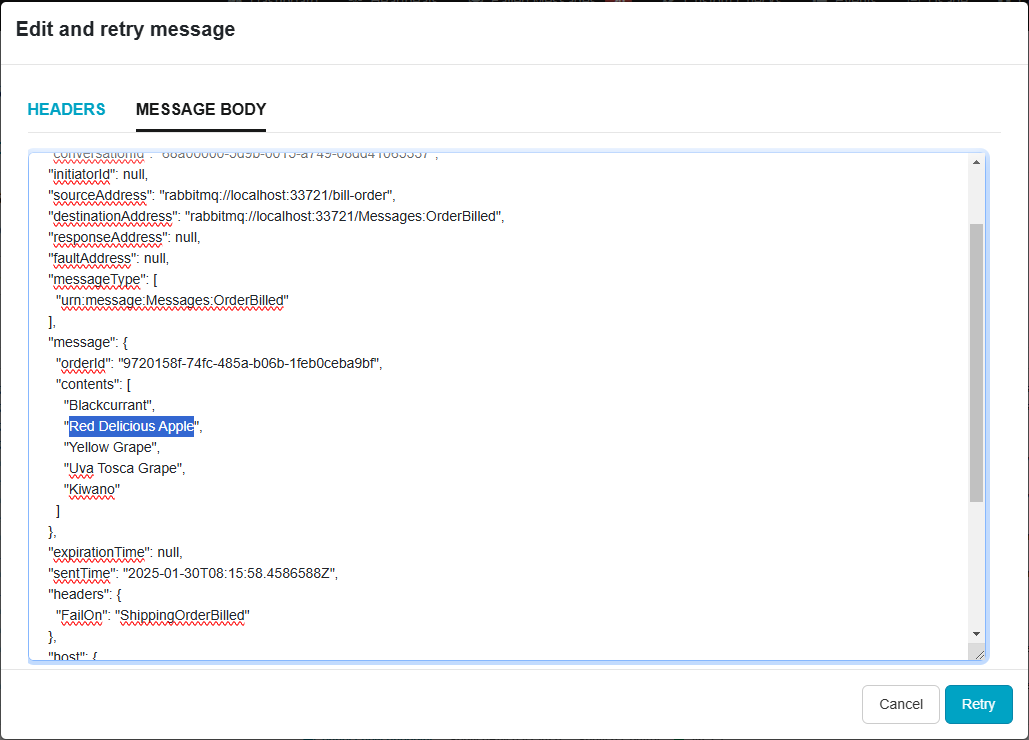 Edit and retry message
HEADERS MESSAGE BODY
"initiatorId": null,
"sourceAddress": "rabbitmq://localhost:33721/bill-order",
"destinationAddress": "rabbitmq://localhost:33721/Messages:OrderBilled",
"responseAddress": null,
"faultAddress": null,
"messageType": [
"urn:message:Messages:OrderBilled"
],
"message": {
"orderId": "9720158f-74fc-485a-b06b-1feb0ceba9bf",
"contents": [
"Blackcurrant",
"Red Delicious Apple",
"Yellow Grape",
"Uva Tosca Grape",
"Kiwano"
]
},
"expirationTime": null,
"sentTime": "2025-01-30T08:15:58.4586588Z",
"headers": {
"FailOn": "ShippingOrderBilled"
},
"host": {
Cancel Retry